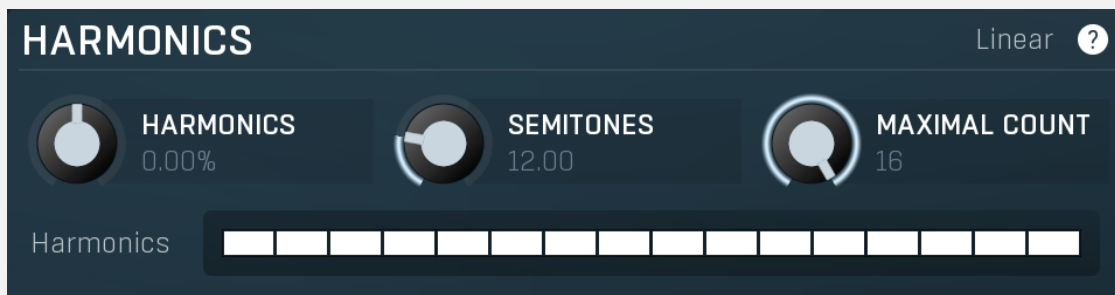 HARMONICS
Linear ?
HARMONICS
0.00%
SEMITONES
12.00
MAXIMAL COUNT
16
Harmonics